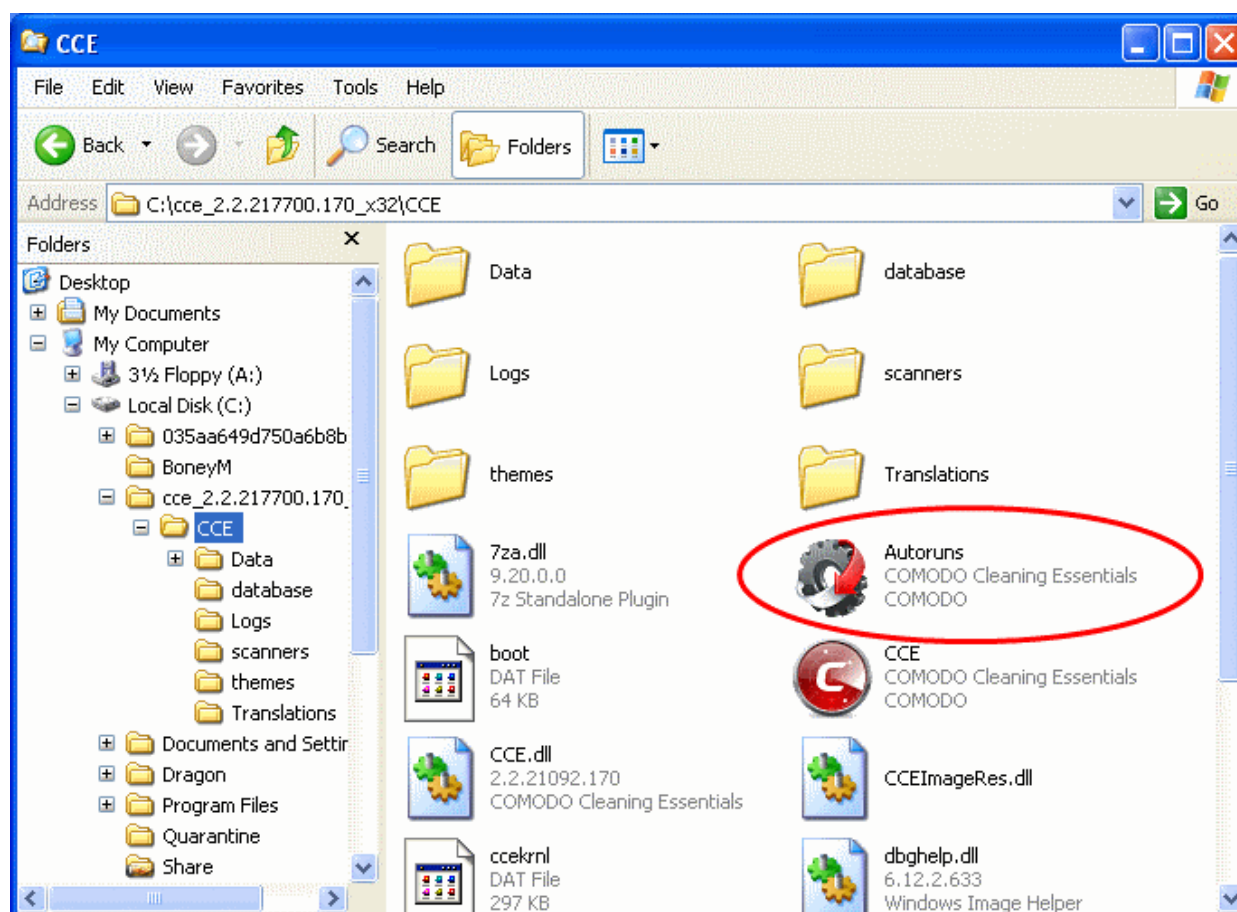 CCE
File Edit View Favorites Tools Help
Back Search Folders
Address C:\cce_2.2.217700.170_x32\CCE Go
Folders
Desktop
My Documents
My Computer
3½ Floppy (A:)
Local Disk (C:)
035aa649d750a6b8b
BoneyM
cce_2.2.217700.170_
CCE
Data
database
Logs
scanners
themes
Translations
Documents and Settir
Dragon
Program Files
Quarantine
Share
Data
database
Logs
scanners
themes
Translations
7za.dll
9.20.0.0
7z Standalone Plugin
Autoruns
COMODO Cleaning Essentials
COMODO
boot
DAT File
64 KB
CCE
COMODO Cleaning Essentials
COMODO
CCE.dll
2.2.21092.170
COMODO Cleaning Essentials
CCEImageRes.dll
ccekrnl
DAT File
297 KB
dbghelp.dll
6.12.2.633
Windows Image Helper